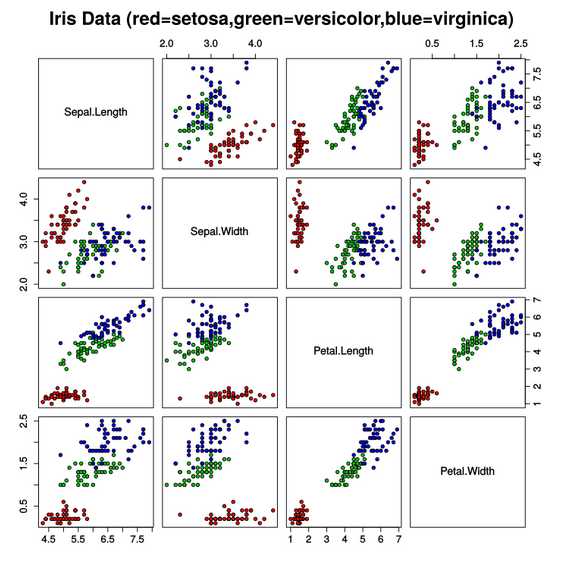 Iris Data (red=setosa,green=versicolor,blue=virginica)
2.0 3.0 4.0 0.5 1.5 2.5
Sepal.Length
4.5 5.5 6.5 7.5
Sepal.Width
2.0 3.0 4.0
Petal.Length
1 2 3 4 5 6 7
Petal.Width
0.5 1.5 2.5
4.5 5.5 6.5 7.5 1 2 3 4 5 6 7